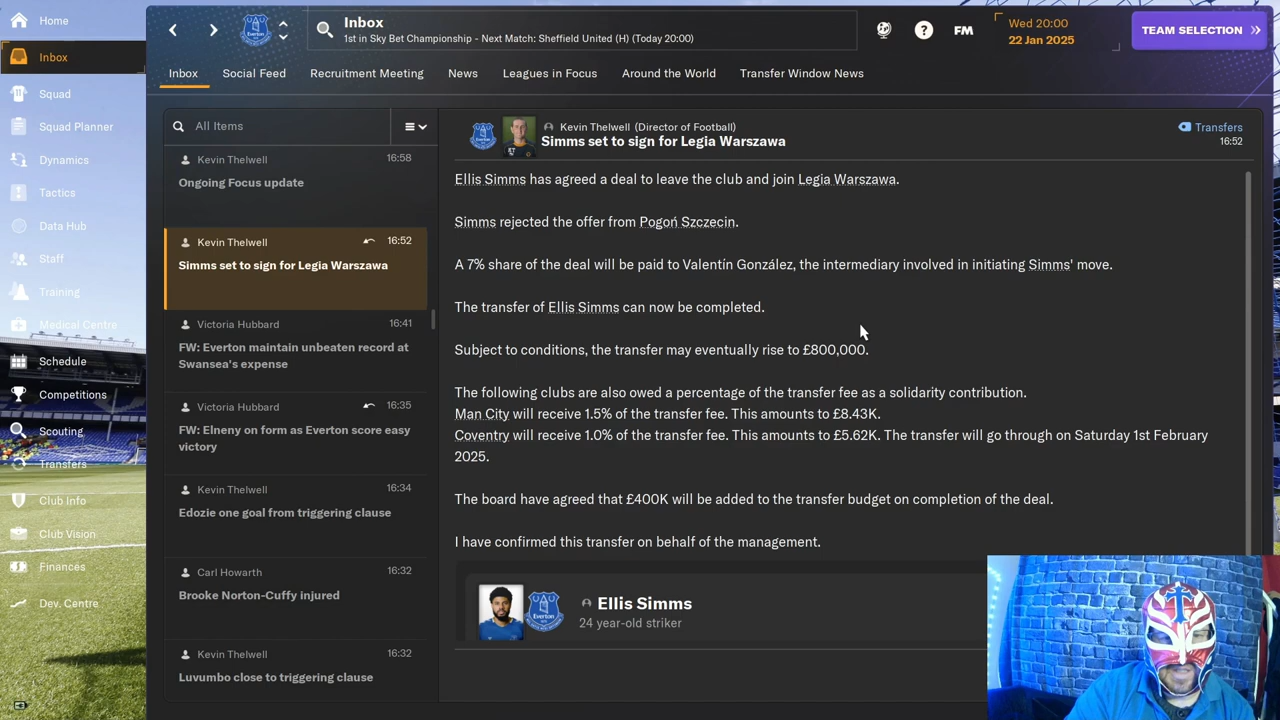 Home
Inbox
Squad
Squad Planner
Dynamics
Tactics
Data Hub
Staff
Training
Medical Centre
Schedule
Competitions
Scouting
Transfers
Club Info
Club Vision
Finances
Dev. Centre
Everton
Inbox
1st in Sky Bet Championship - Next Match: Sheffield United (H) (Today 20:00)
?
FM
Wed 20:00
22 Jan 2025
TEAM SELECTION
Inbox
Social Feed
Recruitment Meeting
News
Leagues in Focus
Around the World
Transfer Window News
All Items
Kevin Thelwell
16:58
Ongoing Focus update
Kevin Thelwell
16:52
Simms set to sign for Legia Warszawa
Victoria Hubbard
16:41
FW: Everton maintain unbeaten record at
Swansea's expense
Victoria Hubbard
16:35
FW: Elneny on form as Everton score easy
victory
Kevin Thelwell
16:34
Edozie one goal from triggering clause
Carl Howarth
16:32
Brooke Norton-Cuffy injured
Kevin Thelwell
16:32
Luvumbo close to triggering clause
Kevin Thelwell (Director of Football)
Simms set to sign for Legia Warszawa
Transfers
16:52
Ellis Simms has agreed a deal to leave the club and join Legia Warszawa.
Simms rejected the offer from Pogoń Szczecin.
A 7% share of the deal will be paid to Valentín González, the intermediary involved in initiating Simms' move.
The transfer of Ellis Simms can now be completed.
Subject to conditions, the transfer may eventually rise to £800,000.
The following clubs are also owed a percentage of the transfer fee as a solidarity contribution.
Man City will receive 1.5% of the transfer fee. This amounts to £8.43K.
Coventry will receive 1.0% of the transfer fee. This amounts to £5.62K. The transfer will go through on Saturday 1st February
2025.
The board have agreed that £400K will be added to the transfer budget on completion of the deal.
I have confirmed this transfer on behalf of the management.
Everton
Ellis Simms
24 year-old striker